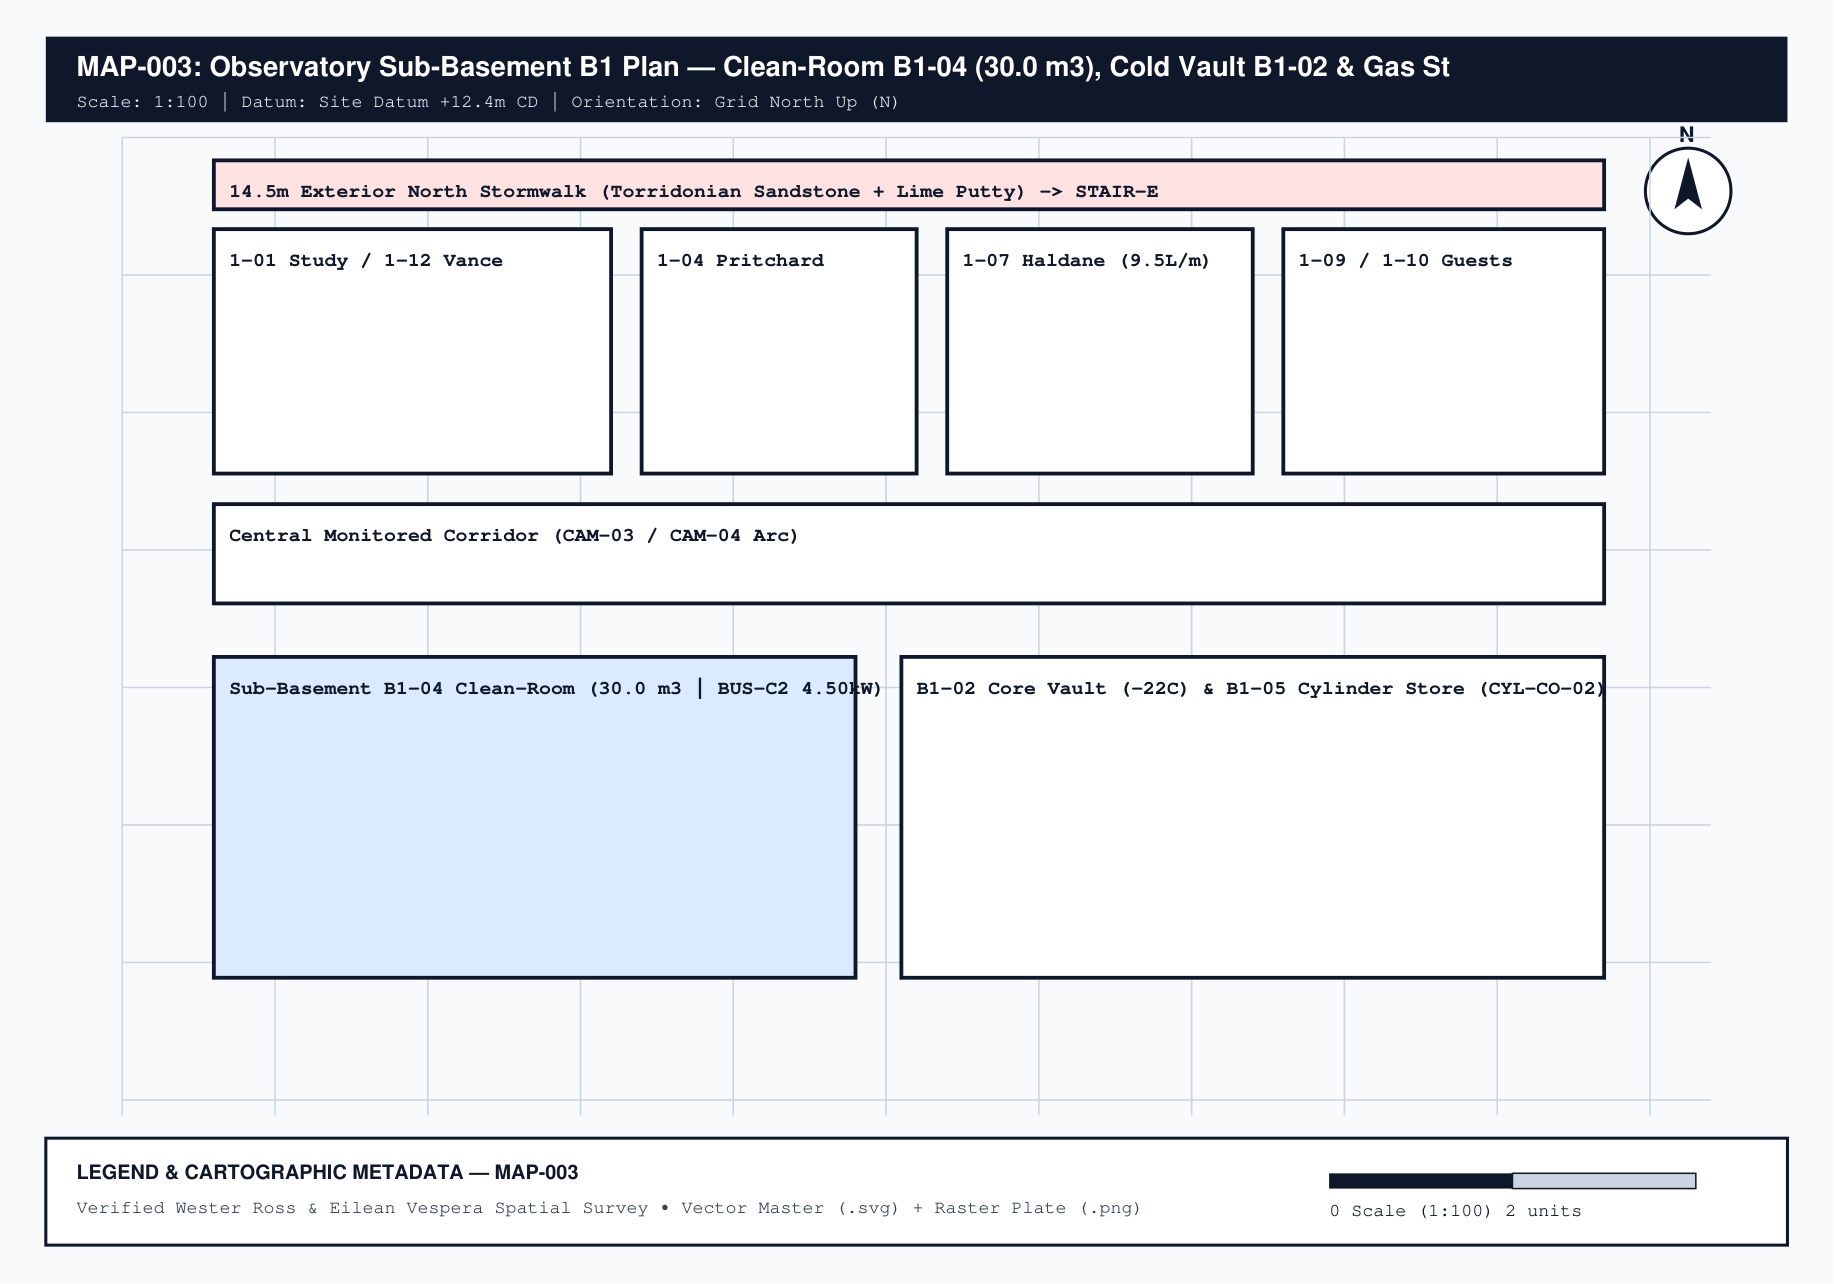 MAP-003: Observatory Sub-Basement B1 Plan — Clean-Room B1-04 (30.0 m3), Cold Vault B1-02 & Gas St
Scale: 1:100 | Datum: Site Datum +12.4m CD | Orientation: Grid North Up (N)
N
14.5m Exterior North Stormwalk (Torridonian Sandstone + Lime Putty) -> STAIR-E
1-01 Study / 1-12 Vance
1-04 Pritchard
1-07 Haldane (9.5L/m)
1-09 / 1-10 Guests
Central Monitored Corridor (CAM-03 / CAM-04 Arc)
Sub-Basement B1-04 Clean-Room (30.0 m3 | BUS-C2 4.50kW)
B1-02 Core Vault (-22C) & B1-05 Cylinder Store (CYL-CO-02)
LEGEND & CARTOGRAPHIC METADATA — MAP-003
Verified Wester Ross & Eilean Vespera Spatial Survey • Vector Master (.svg) + Raster Plate (.png)
0 Scale (1:100) 2 units